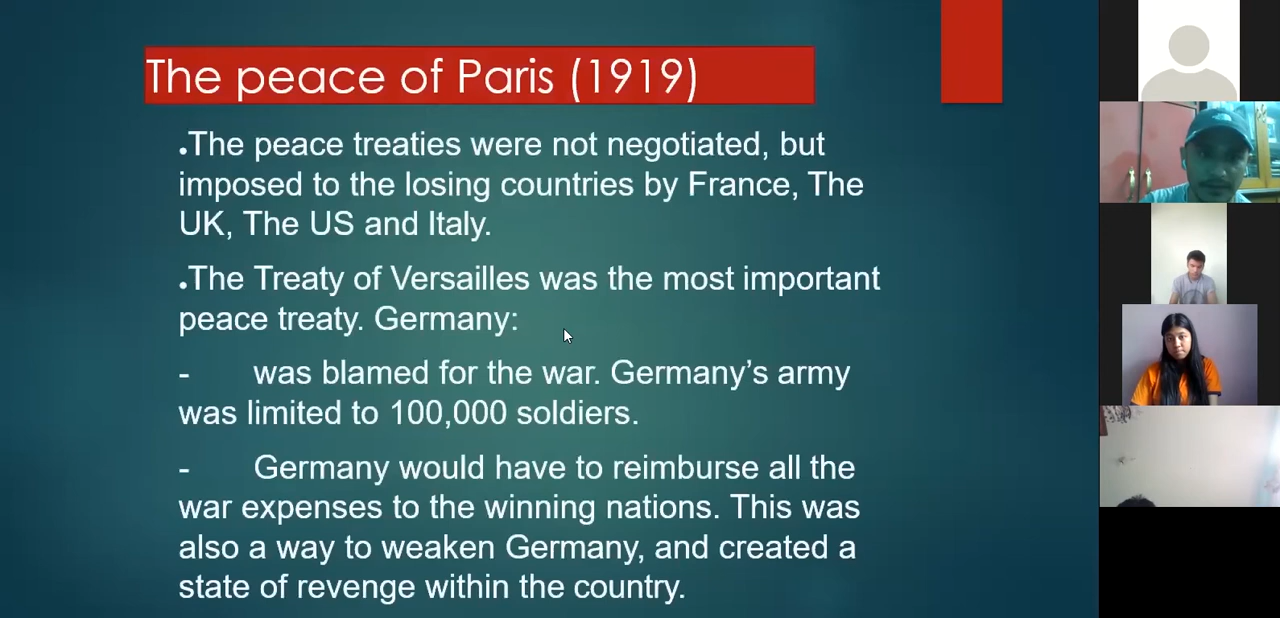 The peace of Paris (1919)
•The peace treaties were not negotiated, but
imposed to the losing countries by France, The
UK, The US and Italy.
•The Treaty of Versailles was the most important
peace treaty. Germany:
- was blamed for the war. Germany’s army
was limited to 100,000 soldiers.
- Germany would have to reimburse all the
war expenses to the winning nations. This was
also a way to weaken Germany, and created a
state of revenge within the country.